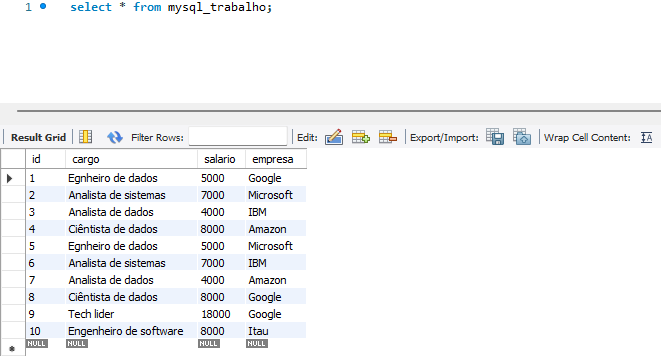 1 select * from mysql_trabalho;
Result Grid Filter Rows: Edit: Export/Import: Wrap Cell Content:
id cargo salario empresa
1 Egnheiro de dados 5000 Google
2 Analista de sistemas 7000 Microsoft
3 Analista de dados 4000 IBM
4 Ciêntista de dados 8000 Amazon
5 Egnheiro de dados 5000 Microsoft
6 Analista de sistemas 7000 IBM
7 Analista de dados 4000 Amazon
8 Ciêntista de dados 8000 Google
9 Tech lider 18000 Google
10 Engenheiro de software 8000 Itau
NULL NULL NULL NULL